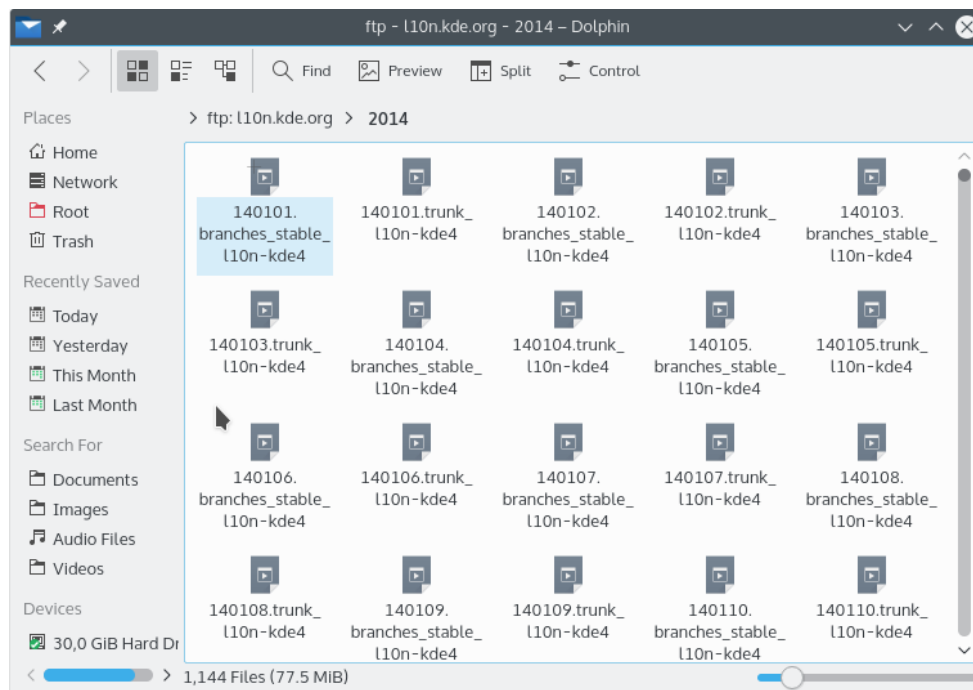 ftp - l10n.kde.org - 2014 – Dolphin
Find Preview Split Control
Places
Home
Network
Root
Trash
Recently Saved
Today
Yesterday
This Month
Last Month
Search For
Documents
Images
Audio Files
Videos
Devices
30,0 GiB Hard Dr
> ftp: l10n.kde.org > 2014
140101. 140101.trunk_ 140102. 140102.trunk_ 140103.
branches_stable_ l10n-kde4 branches_stable_ l10n-kde4 branches_stable_
l10n-kde4 l10n-kde4 l10n-kde4
140103.trunk_ 140104. 140104.trunk_ 140105. 140105.trunk_
l10n-kde4 branches_stable_ l10n-kde4 branches_stable_ l10n-kde4
l10n-kde4 l10n-kde4
140106. 140106.trunk_ 140107. 140107.trunk_ 140108.
branches_stable_ l10n-kde4 branches_stable_ l10n-kde4 branches_stable_
l10n-kde4 l10n-kde4 l10n-kde4
140108.trunk_ 140109. 140109.trunk_ 140110. 140110.trunk_
l10n-kde4 branches_stable_ l10n-kde4 branches_stable_ l10n-kde4
l10n-kde4 l10n-kde4
1,144 Files (77.5 MiB)